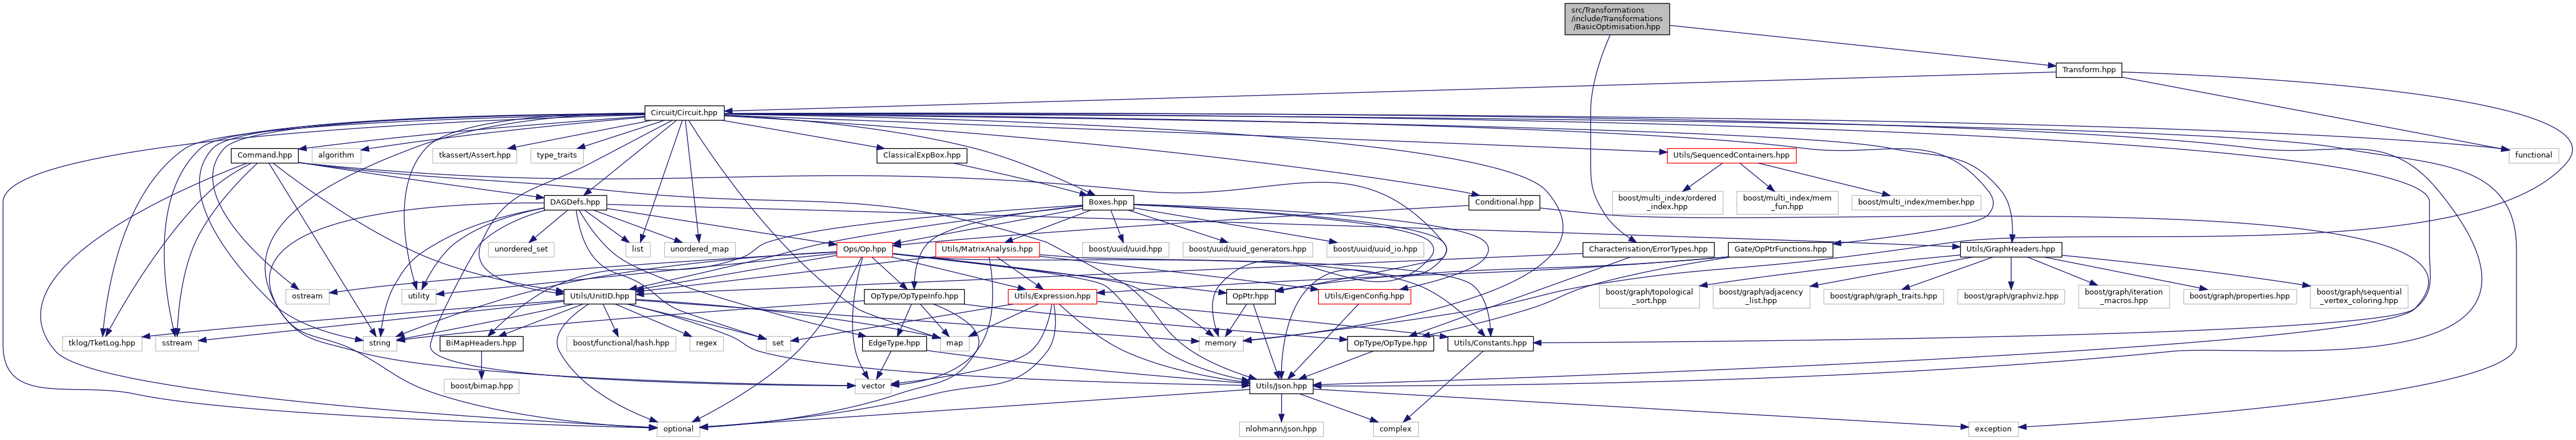 src/Transformations
/include/Transformations
/BasicOptimisation.hpp
Transform.hpp
Circuit/Circuit.hpp
Command.hpp
algorithm
tkassert/Assert.hpp
type_traits
ClassicalExpBox.hpp
Utils/SequencedContainers.hpp
functional
boost/multi_index/ordered
_index.hpp
boost/multi_index/mem
_fun.hpp
boost/multi_index/member.hpp
DAGDefs.hpp
Boxes.hpp
Conditional.hpp
unordered_set
list
unordered_map
Ops/Op.hpp
Utils/MatrixAnalysis.hpp
boost/uuid/uuid.hpp
boost/uuid/uuid_generators.hpp
boost/uuid/uuid_io.hpp
Characterisation/ErrorTypes.hpp
Gate/OpPtrFunctions.hpp
Utils/GraphHeaders.hpp
ostream
utility
Utils/UnitID.hpp
OpType/OpTypeInfo.hpp
Utils/Expression.hpp
OpPtr.hpp
Utils/EigenConfig.hpp
boost/graph/topological
_sort.hpp
boost/graph/adjacency
_list.hpp
boost/graph/graph_traits.hpp
boost/graph/graphviz.hpp
boost/graph/iteration
_macros.hpp
boost/graph/properties.hpp
boost/graph/sequential
_vertex_coloring.hpp
tklog/TketLog.hpp
sstream
string
BiMapHeaders.hpp
boost/functional/hash.hpp
regex
set
EdgeType.hpp
map
memory
OpType/OpType.hpp
Utils/Constants.hpp
boost/bimap.hpp
vector
Utils/Json.hpp
optional
nlohmann/json.hpp
complex
exception